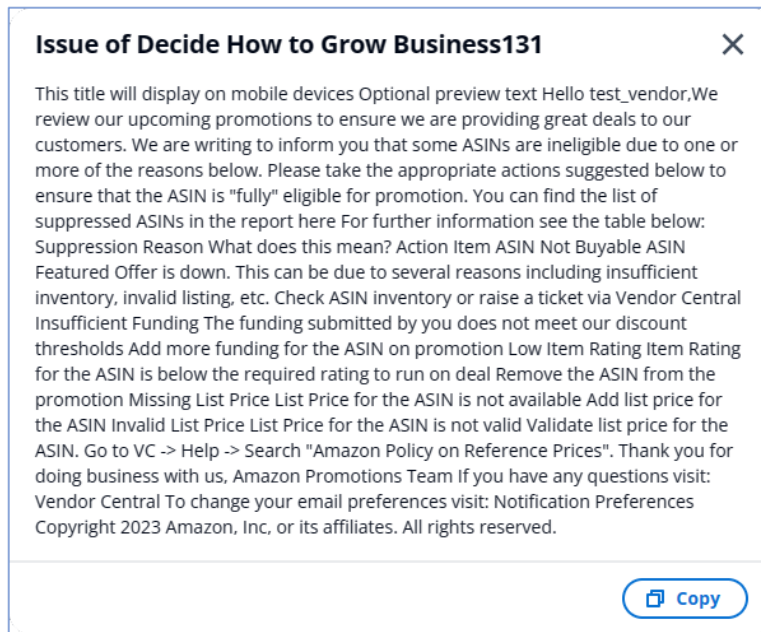 Issue of Decide How to Grow Business131
This title will display on mobile devices Optional preview text Hello test_vendor,We
review our upcoming promotions to ensure we are providing great deals to our
customers. We are writing to inform you that some ASINs are ineligible due to one or
more of the reasons below. Please take the appropriate actions suggested below to
ensure that the ASIN is "fully" eligible for promotion. You can find the list of
suppressed ASINs in the report here For further information see the table below:
Suppression Reason What does this mean? Action Item ASIN Not Buyable ASIN
Featured Offer is down. This can be due to several reasons including insufficient
inventory, invalid listing, etc. Check ASIN inventory or raise a ticket via Vendor Central
Insufficient Funding The funding submitted by you does not meet our discount
thresholds Add more funding for the ASIN on promotion Low Item Rating Item Rating
for the ASIN is below the required rating to run on deal Remove the ASIN from the
promotion Missing List Price List Price for the ASIN is not available Add list price for
the ASIN Invalid List Price List Price for the ASIN is not valid Validate list price for the
ASIN. Go to VC -> Help -> Search "Amazon Policy on Reference Prices". Thank you for
doing business with us, Amazon Promotions Team If you have any questions visit:
Vendor Central To change your email preferences visit: Notification Preferences
Copyright 2023 Amazon, Inc, or its affiliates. All rights reserved.
Copy